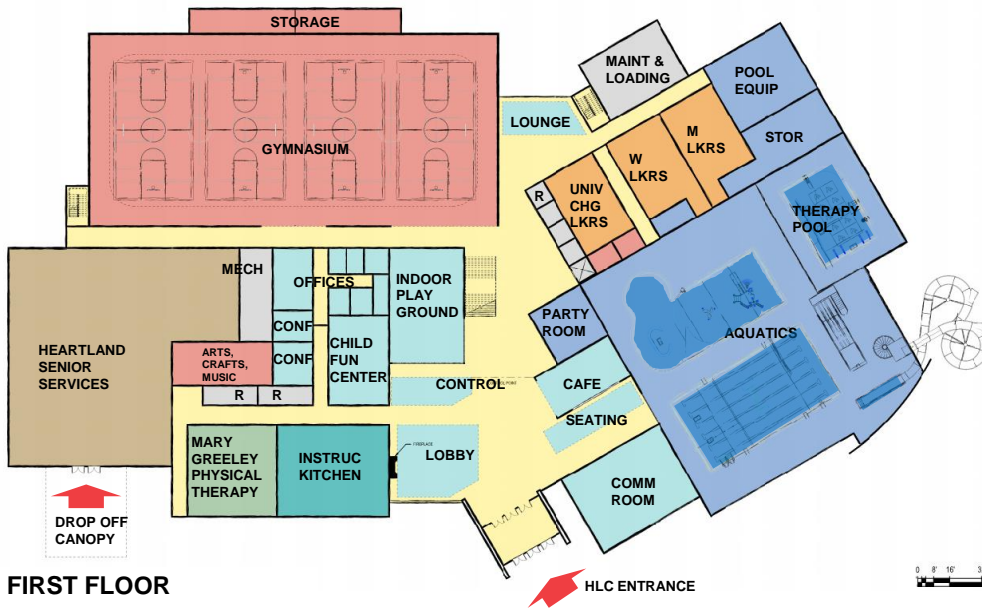 STORAGE
MAINT &
LOADING
POOL
EQUIP
LOUNGE
M
LKRS
STOR
GYMNASIUM
W
LKRS
UNIV
CHG
LKRS
R
THERAPY
POOL
MECH
OFFICES
INDOOR
PLAY
GROUND
PARTY
ROOM
AQUATICS
CONF
CONF
HEARTLAND
SENIOR
SERVICES
ARTS,
CRAFTS,
MUSIC
CHILD
FUN
CENTER
CONTROL
CAFE
R
R
SEATING
MARY
GREELEY
PHYSICAL
THERAPY
INSTRUC
KITCHEN
FIREPLACE
LOBBY
COMM
ROOM
DROP OFF
CANOPY
FIRST FLOOR
HLC ENTRANCE
0 8' 16'